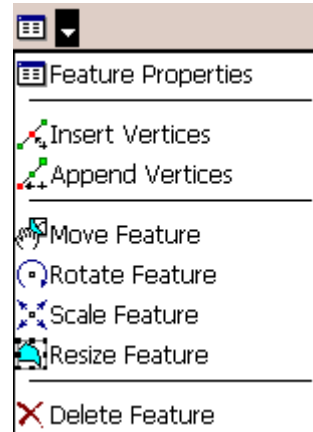 Feature Properties
Insert Vertices
Append Vertices
Move Feature
Rotate Feature
Scale Feature
Resize Feature
Delete Feature